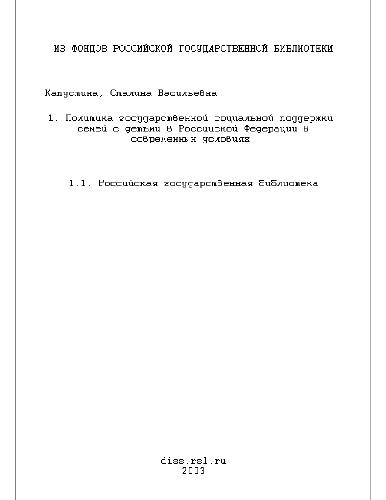 ИЗ ФОНДОВ РОССИЙСКОЙ ГОСУДАРСТВЕННОЙ БИБЛИОТЕКИ
Капустина, Сталина Васильевна
1. Политика государственной социальной поддержки
семей с детьми в Российской Федерации в
современных условиях
1.1. Российская государственная библиотека
diss.rsl.ru
2003